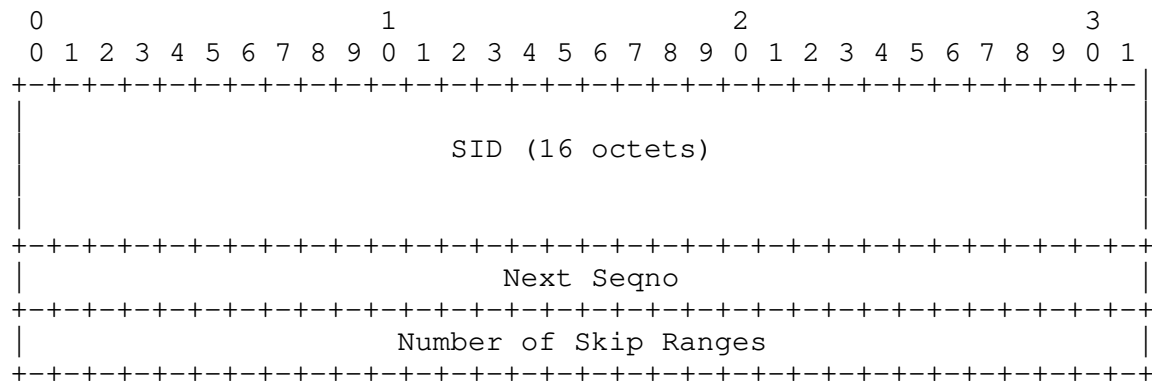 0                   1                   2                   3
 0 1 2 3 4 5 6 7 8 9 0 1 2 3 4 5 6 7 8 9 0 1 2 3 4 5 6 7 8 9 0 1
+-+-+-+-+-+-+-+-+-+-+-+-+-+-+-+-+-+-+-+-+-+-+-+-+-+-+-+-+-+-+-+-|
|                                                               |
|                        SID (16 octets)                        |
|                                                               |
|                                                               |
+-+-+-+-+-+-+-+-+-+-+-+-+-+-+-+-+-+-+-+-+-+-+-+-+-+-+-+-+-+-+-+-+
|                           Next Seqno                          |
+-+-+-+-+-+-+-+-+-+-+-+-+-+-+-+-+-+-+-+-+-+-+-+-+-+-+-+-+-+-+-+-+
|                     Number of Skip Ranges                     |
+-+-+-+-+-+-+-+-+-+-+-+-+-+-+-+-+-+-+-+-+-+-+-+-+-+-+-+-+-+-+-+-+